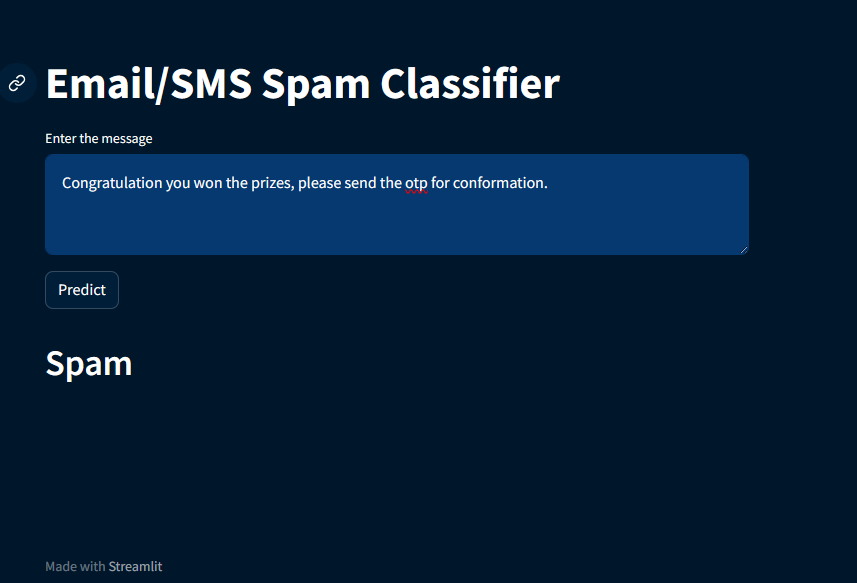 Email/SMS Spam Classifier
Enter the message
Congratulation you won the prizes, please send the otp for conformation.
Predict
Spam
Made with Streamlit